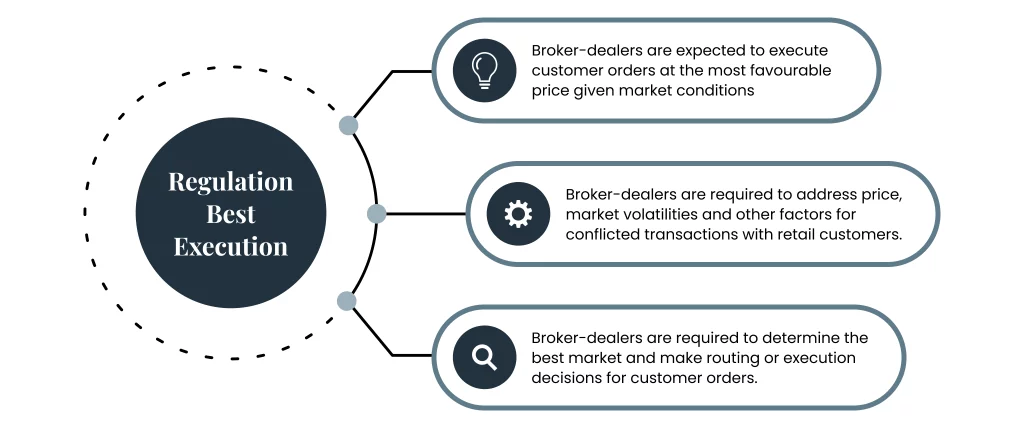 Regulation
Best
Execution
Broker-dealers are expected to execute
customer orders at the most favourable
price given market conditions
Broker-dealers are required to address price,
market volatilities and other factors for
conflicted transactions with retail customers.
Broker-dealers are required to determine the
best market and make routing or execution
decisions for customer orders.